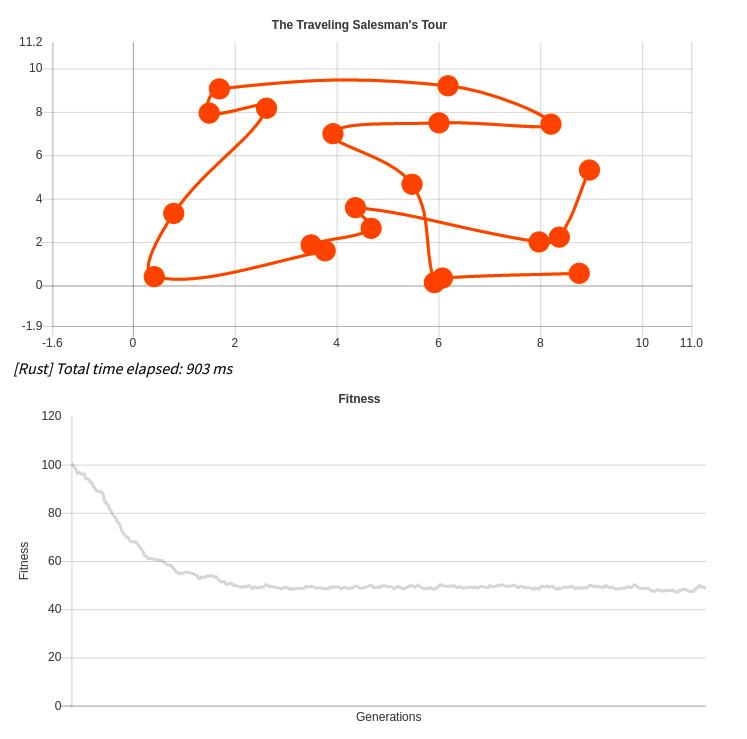 The Traveling Salesman's Tour
11.2
10
8
6
4
2
0
-1.9
-1.6 0 2 4 6 8 10 11.0
[Rust] Total time elapsed: 903 ms
Fitness
120
100
80
60
40
20
0
Fitness
Generations